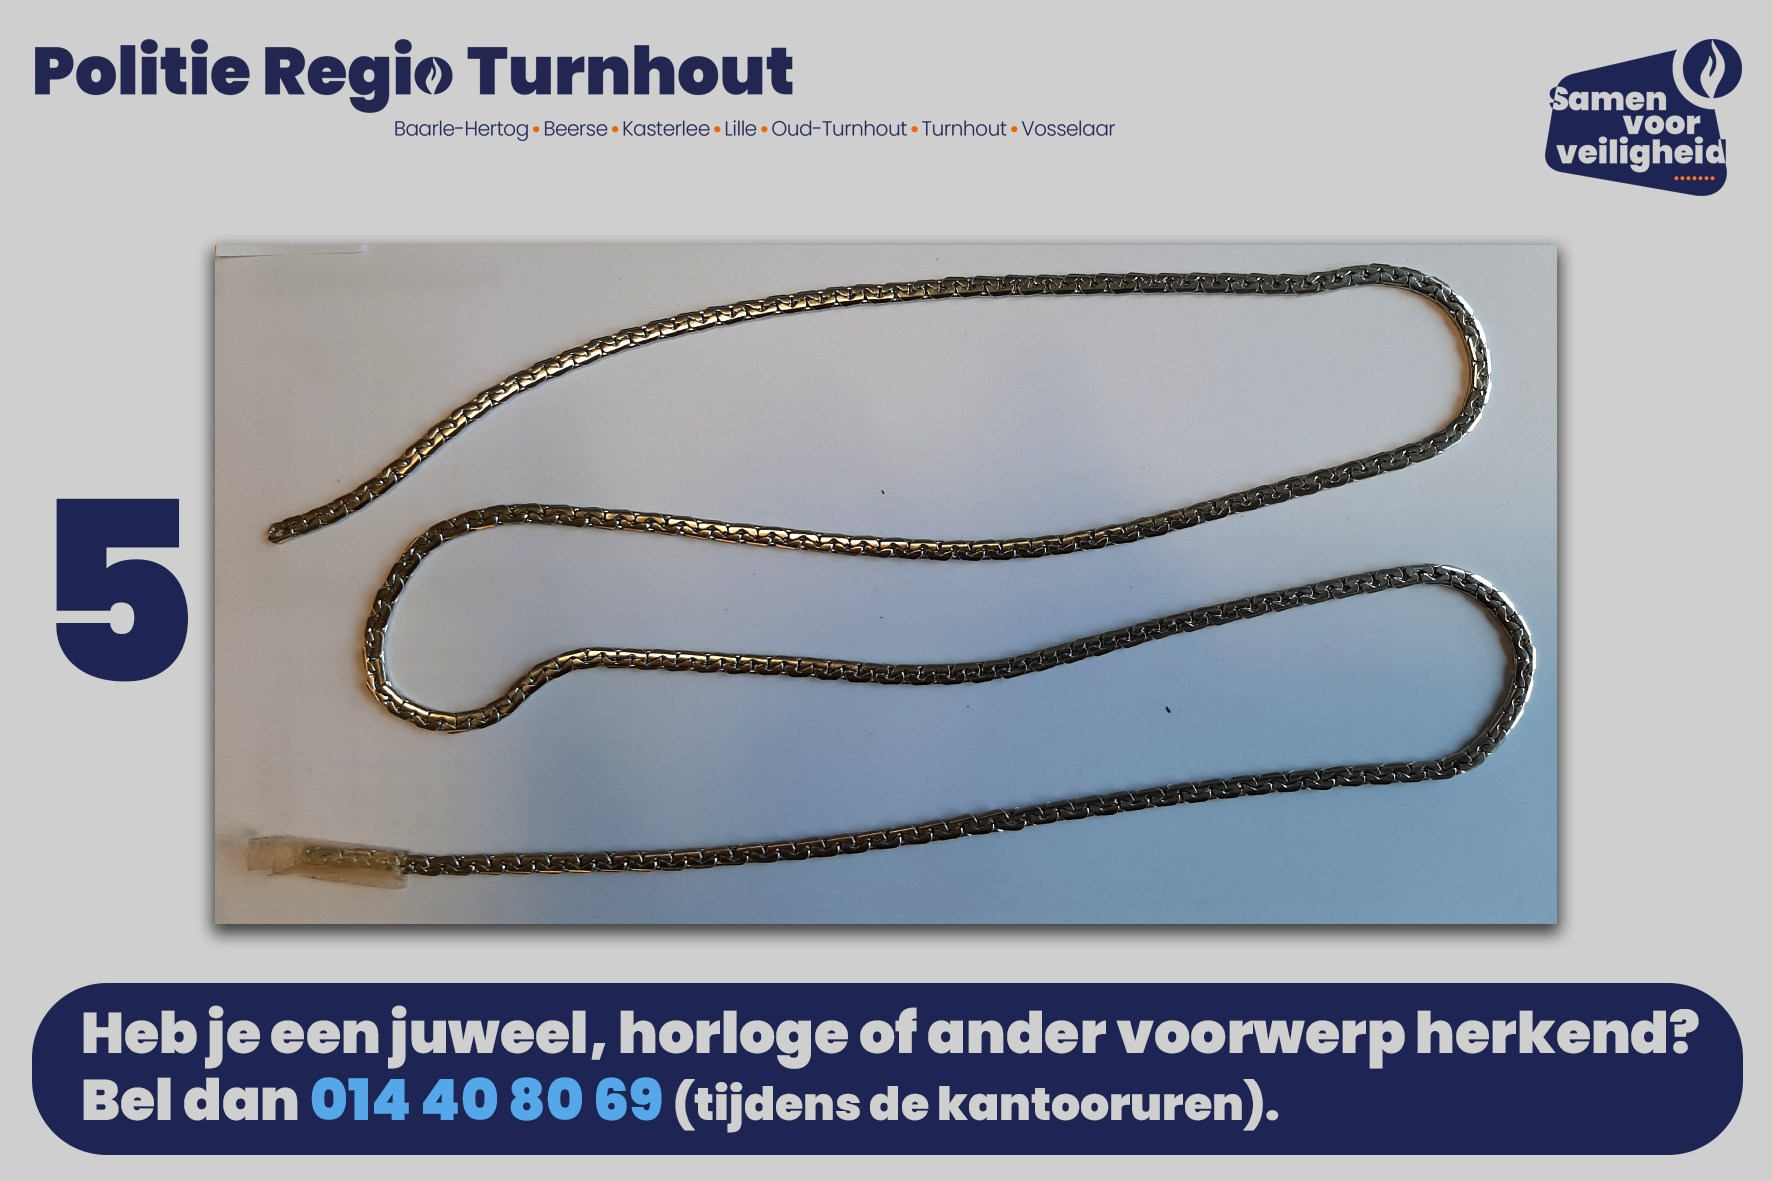 Politie Regio Turnhout
Baarle-Hertog • Beerse • Kasterlee • Lille • Oud-Turnhout • Turnhout • Vosselaar
Samen
voor
veiligheid
5
Heb je een juweel, horloge of ander voorwerp herkend?
Bel dan 014 40 80 69 (tijdens de kantooruren).